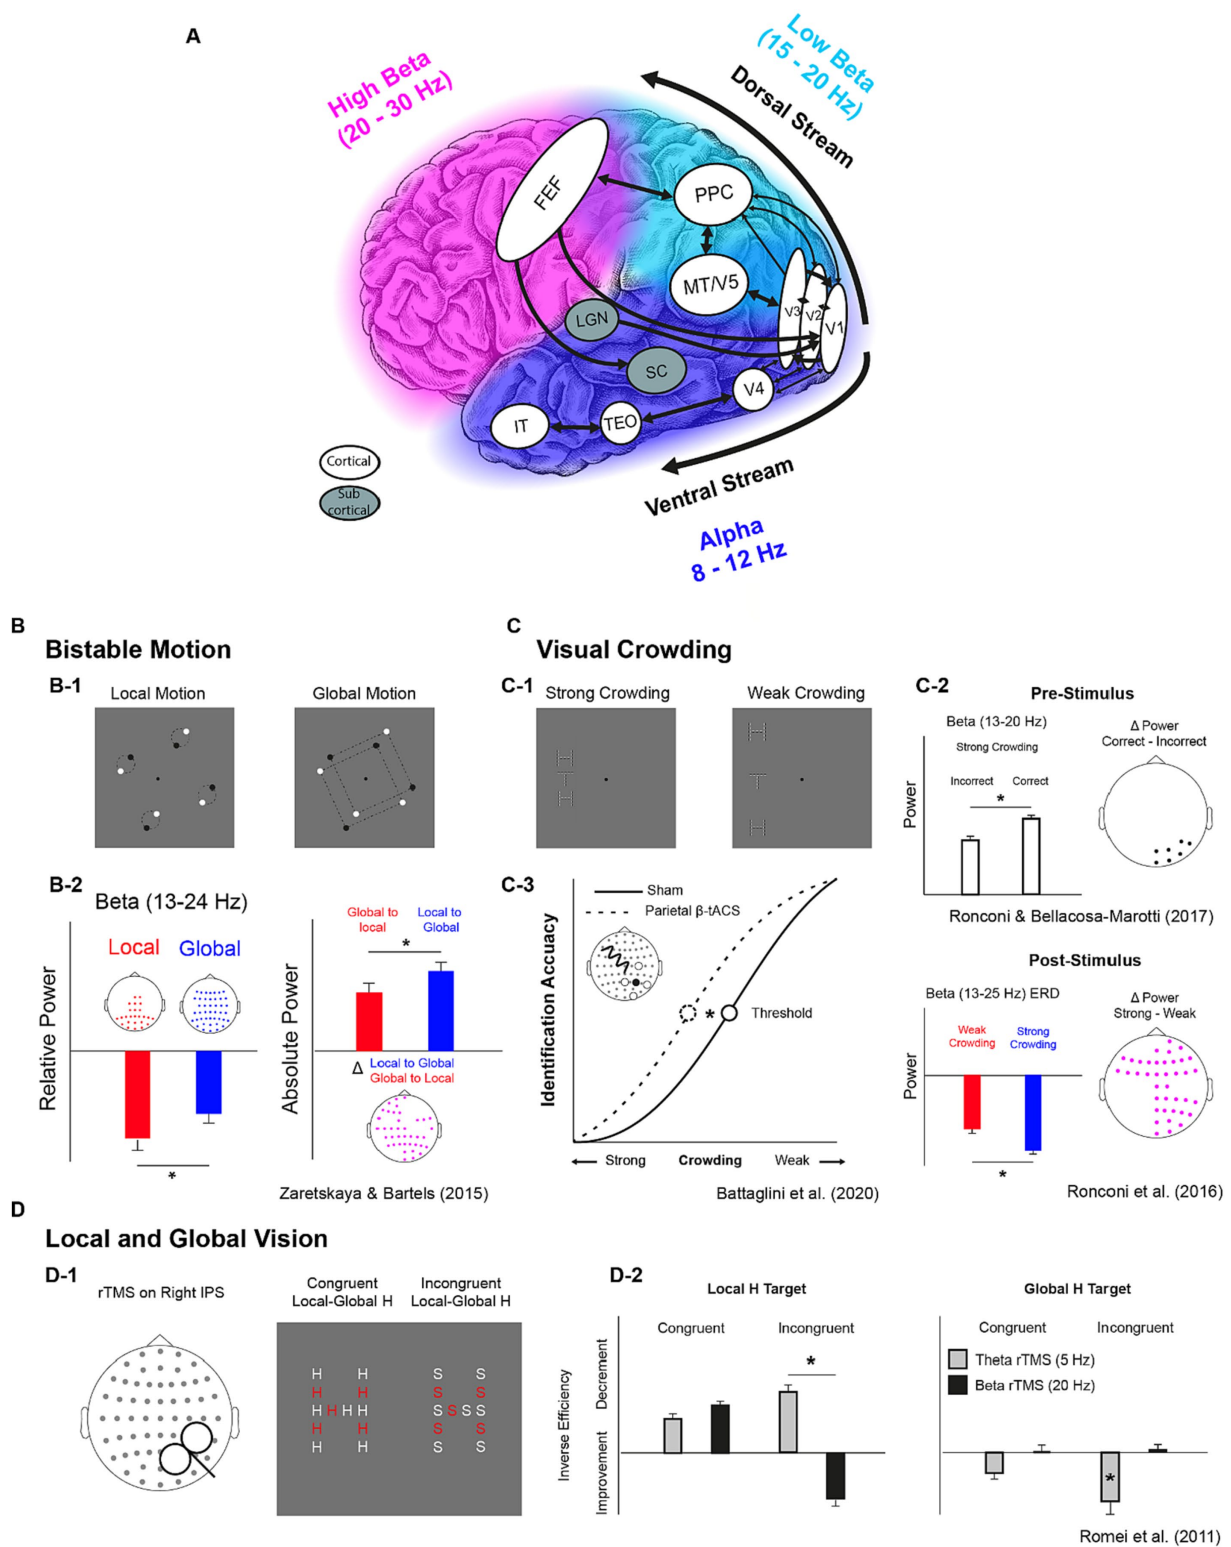 A
High Beta
(20 - 30 Hz)
Low Beta
(15 - 20 Hz)
Dorsal Stream
FEF
PPC
MT/V5
V3
V2
V1
LGN
SC
V4
IT
TEO
Cortical
Sub
cortical
Ventral Stream
Alpha
8 - 12 Hz
B
Bistable Motion
B-1
Local Motion
Global Motion
B-2
Beta (13-24 Hz)
Local
Global
Relative Power
Global to
local
Local to
Global
*
Absolute Power
Δ
Local to Global
Global to Local
*
Zaretskaya & Bartels (2015)
C
Visual Crowding
C-1
Strong Crowding
Weak Crowding
H
T
H
H
T
H
C-2
Pre-Stimulus
Beta (13-20 Hz)
Strong Crowding
Incorrect
Correct
*
Power
Δ Power
Correct - Incorrect
Ronconi & Bellacosa-Marotti (2017)
Post-Stimulus
Beta (13-25 Hz) ERD
Weak
Crowding
Strong
Crowding
Power
*
Δ Power
Strong - Weak
Ronconi et al. (2016)
C-3
Sham
Parietal β-tACS
Identification Accuacy
*
Threshold
Strong
Crowding
Weak
Battaglini et al. (2020)
D
Local and Global Vision
D-1
rTMS on Right IPS
Congruent
Local-Global H
Incongruent
Local-Global H
H H S S
H H S S
H H H H S S S S
H H S S
H H S S
D-2
Local H Target
Congruent
Incongruent
*
Inverse Efficiency
Decrement
Improvement
Global H Target
Congruent
Incongruent
Theta rTMS (5 Hz)
Beta rTMS (20 Hz)
*
Romei et al. (2011)